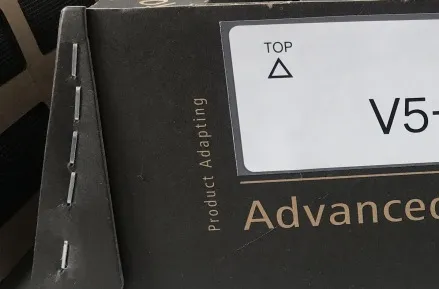 TOP
V5-
Product Adapting
Advanced